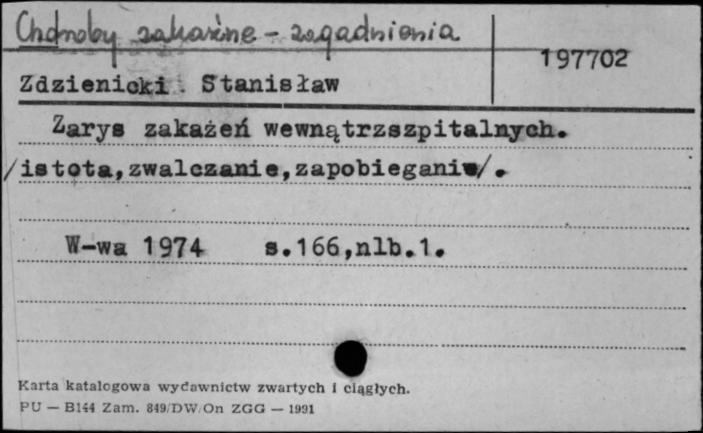 Choroby zakaźne - zagadnienia
197702
Zdzienicki Stanisław
Zarys zakażeń wewnątrzszpitalnych.
/istota,zwalczanie,zapobieganie/.
W-wa 1974 s.166,nlb.1.
Karta katalogowa wydawnictw zwartych i ciągłych.
PU — B144 Zam. 849/DW/On ZGG — 1991